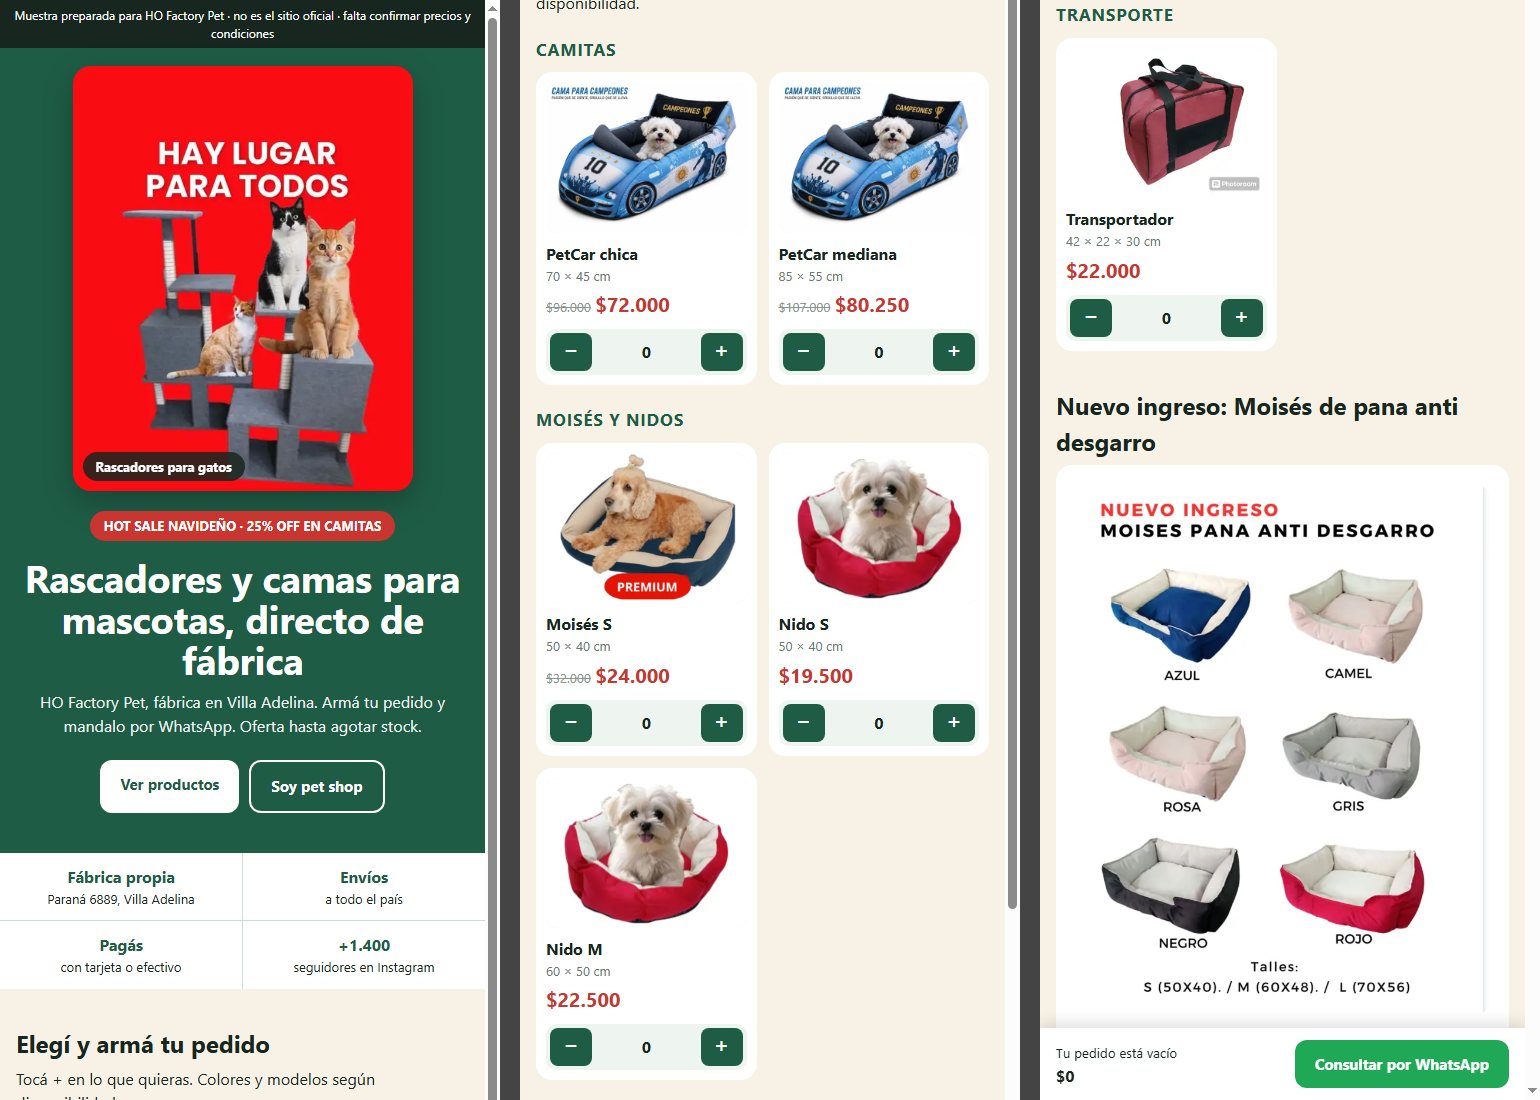 Muestra preparada para HO Factory Pet · no es el sitio oficial · falta confirmar precios y
condiciones
HAY LUGAR
PARA TODOS
Rascadores para gatos
HOT SALE NAVIDEÑO · 25% OFF EN CAMITAS
Rascadores y camas para
mascotas, directo de
fábrica
HO Factory Pet, fábrica en Villa Adelina. Armá tu pedido y
mandalo por WhatsApp. Oferta hasta agotar stock.
Ver productos
Soy pet shop
Fábrica propia
Paraná 6889, Villa Adelina
Envíos
a todo el país
Pagás
con tarjeta o efectivo
+1.400
seguidores en Instagram
Elegí y armá tu pedido
Tocá + en lo que quieras. Colores y modelos según
disponibilidad.
CAMITAS
CAMA PARA CAMPEONES
CAMPEONES
10
PetCar chica
70 × 45 cm
$96.000 $72.000
− 0 +
CAMA PARA CAMPEONES
CAMPEONES
10
PetCar mediana
85 × 55 cm
$107.000 $80.250
− 0 +
MOISÉS Y NIDOS
PREMIUM
Moisés S
50 × 40 cm
$32.000 $24.000
− 0 +
Nido S
50 × 40 cm
$19.500
− 0 +
Nido M
60 × 50 cm
$22.500
− 0 +
TRANSPORTE
Photoroom
Transportador
42 × 22 × 30 cm
$22.000
− 0 +
Nuevo ingreso: Moisés de pana anti
desgarro
NUEVO INGRESO
MOISES PANA ANTI DESGARRO
AZUL
CAMEL
ROSA
GRIS
NEGRO
ROJO
Talles:
S (50X40). / M (60X48). / L (70X56)
Tu pedido está vacío
$0
Consultar por WhatsApp